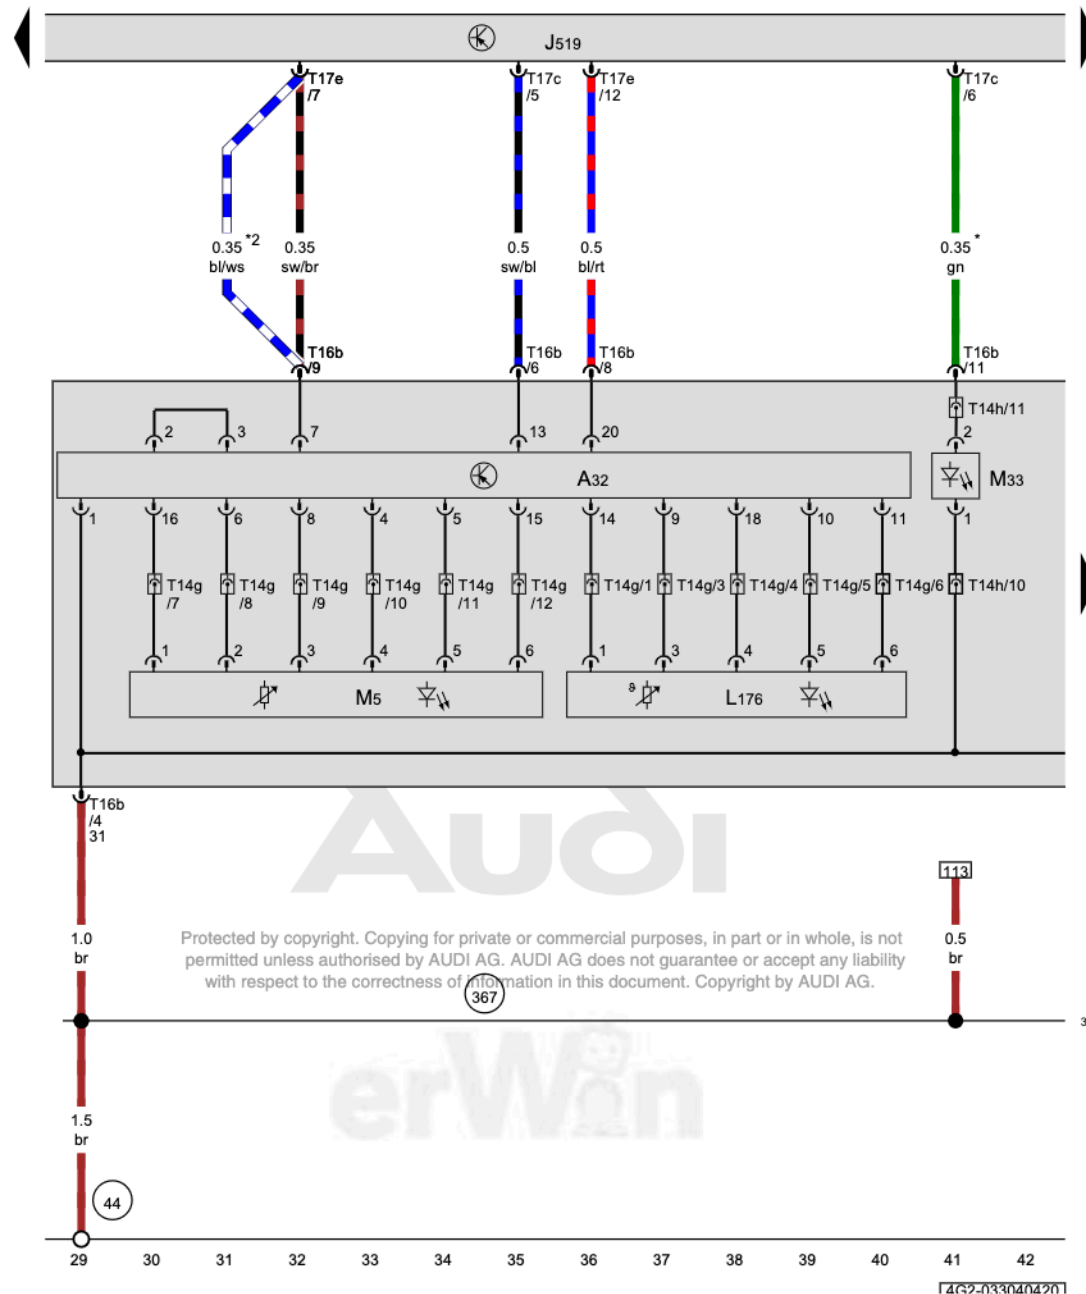 J519
T17e
/7
T17c
/5
T17e
/12
T17c
/6
0.35 *2
bl/ws
0.35
sw/br
0.5
sw/bl
0.5
bl/rt
0.35 *
gn
T16b
/9
T16b
/6
T16b
/8
T16b
/11
T14h/11
2 3 7 13 20 2
A32
M33
1 16 6 8 4 5 15 14 9 18 10 11 1
T14g
/7
T14g
/8
T14g
/9
T14g
/10
T14g
/11
T14g
/12
T14g/1
T14g/3
T14g/4
T14g/5
T14g/6
T14h/10
1 2 3 4 5 6 1 3 4 5 6
M5
ϑ
L176
T16b
/4
31
Audi
113
1.0
br
0.5
br
Protected by copyright. Copying for private or commercial purposes, in part or in whole, is not
permitted unless authorised by AUDI AG. AUDI AG does not guarantee or accept any liability
with respect to the correctness of information in this document. Copyright by AUDI AG.
367
3
erWin
1.5
br
44
29 30 31 32 33 34 35 36 37 38 39 40 41 42
4G2-033040420